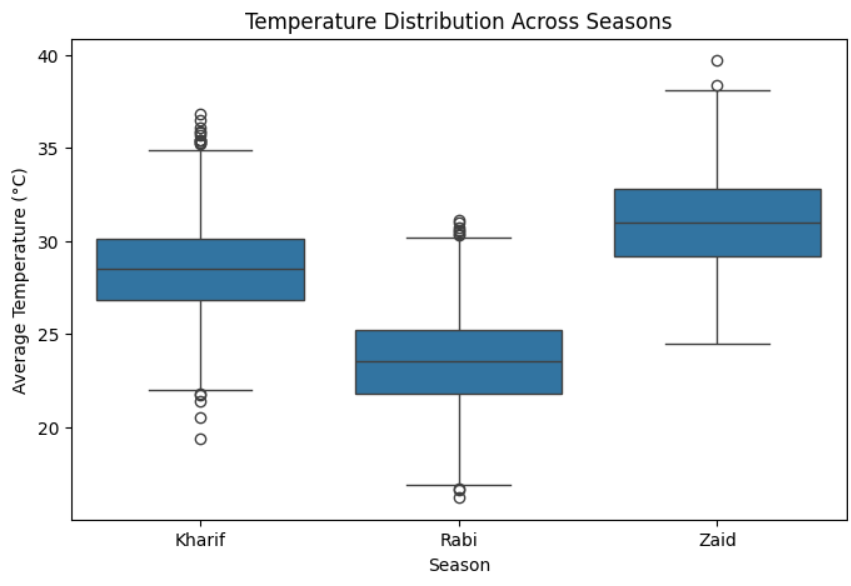 Temperature Distribution Across Seasons
Average Temperature (°C)
40
35
30
25
20
Kharif
Rabi
Zaid
Season